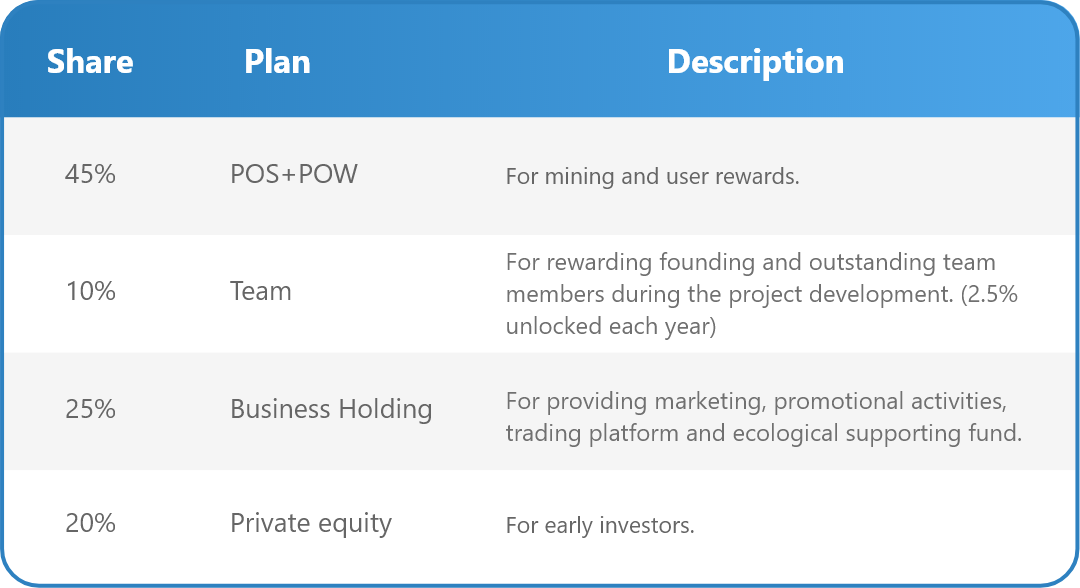 Share Plan Description
45% POS+POW For mining and user rewards.
10% Team For rewarding founding and outstanding team
members during the project development. (2.5%
unlocked each year)
25% Business Holding For providing marketing, promotional activities,
trading platform and ecological supporting fund.
20% Private equity For early investors.